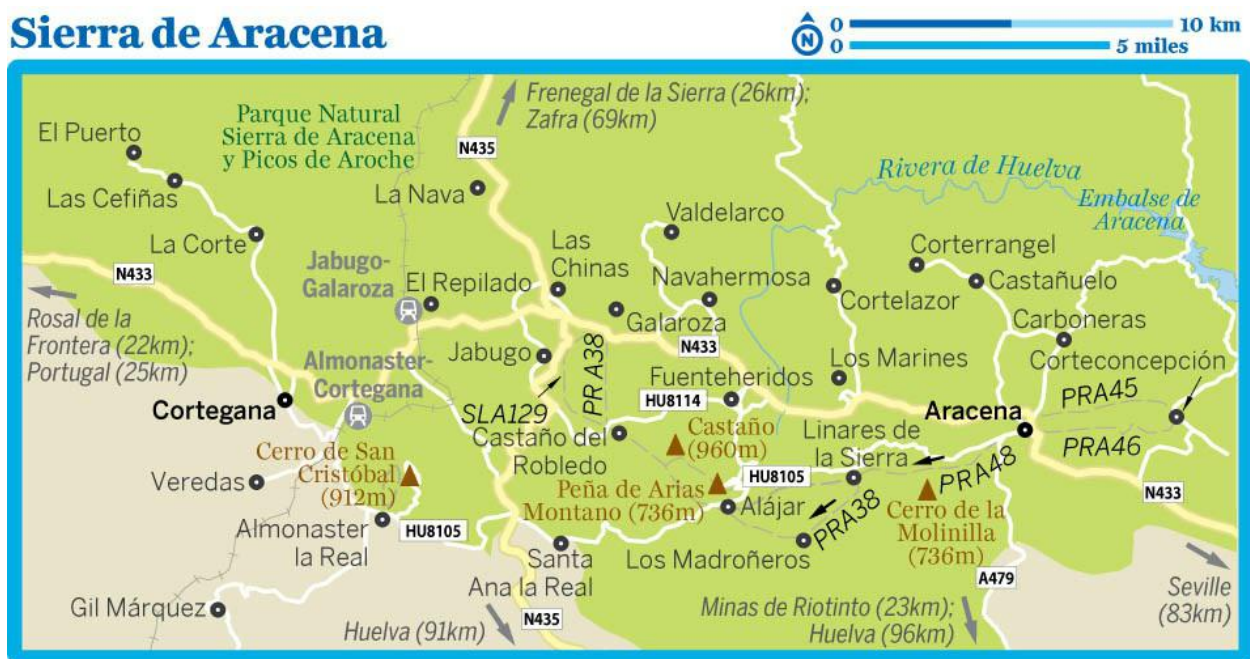 Sierra de Aracena
N
0 10 km
0 5 miles
Frenegal de la Sierra (26km);
Zafra (69km)
Parque Natural
Sierra de Aracena
y Picos de Aroche
El Puerto
N435
Rivera de Huelva
Las Cefiñas
La Nava
Embalse de
Aracena
Valdelarco
La Corte
Las
Chinas
Corterrangel
N433
Jabugo-
Galaroza
El Repilado
Navahermosa
Castañuelo
Cortelazor
Rosal de la
Frontera (22km);
Portugal (25km)
Galaroza
Carboneras
N433
Jabugo
PRA38
Los Marines
Corteconcepción
Almonaster-
Cortegana
Fuenteheridos
PRA45
Cortegana
SLA129
HU8114
Aracena
Castaño
(960m)
Linares de
la Sierra
PRA46
Castaño del
Robledo
Cerro de San
Cristóbal
(912m)
PRA48
Veredas
Peña de Arias
Montano (736m)
HU8105
N433
Alájar
PRA38
Cerro de la
Molinilla
(736m)
Almonaster
la Real
HU8105
Santa
Ana la Real
Los Madroñeros
A479
Seville
(83km)
Gil Márquez
Minas de Riotinto (23km);
Huelva (96km)
N435
Huelva (91km)